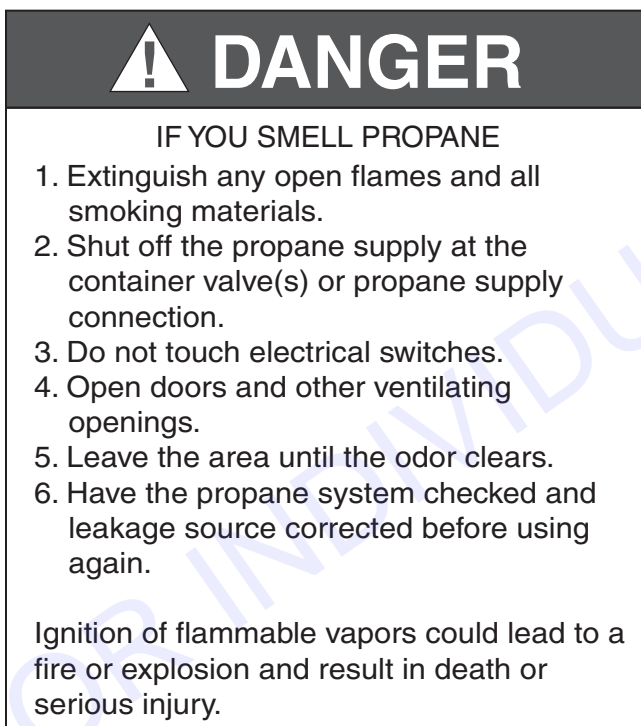 DANGER
IF YOU SMELL PROPANE
1. Extinguish any open flames and all
smoking materials.
2. Shut off the propane supply at the
container valve(s) or propane supply
connection.
3. Do not touch electrical switches.
4. Open doors and other ventilating
openings.
5. Leave the area until the odor clears.
6. Have the propane system checked and
leakage source corrected before using
again.
Ignition of flammable vapors could lead to a
fire or explosion and result in death or
serious injury.
OR INDIVIDU